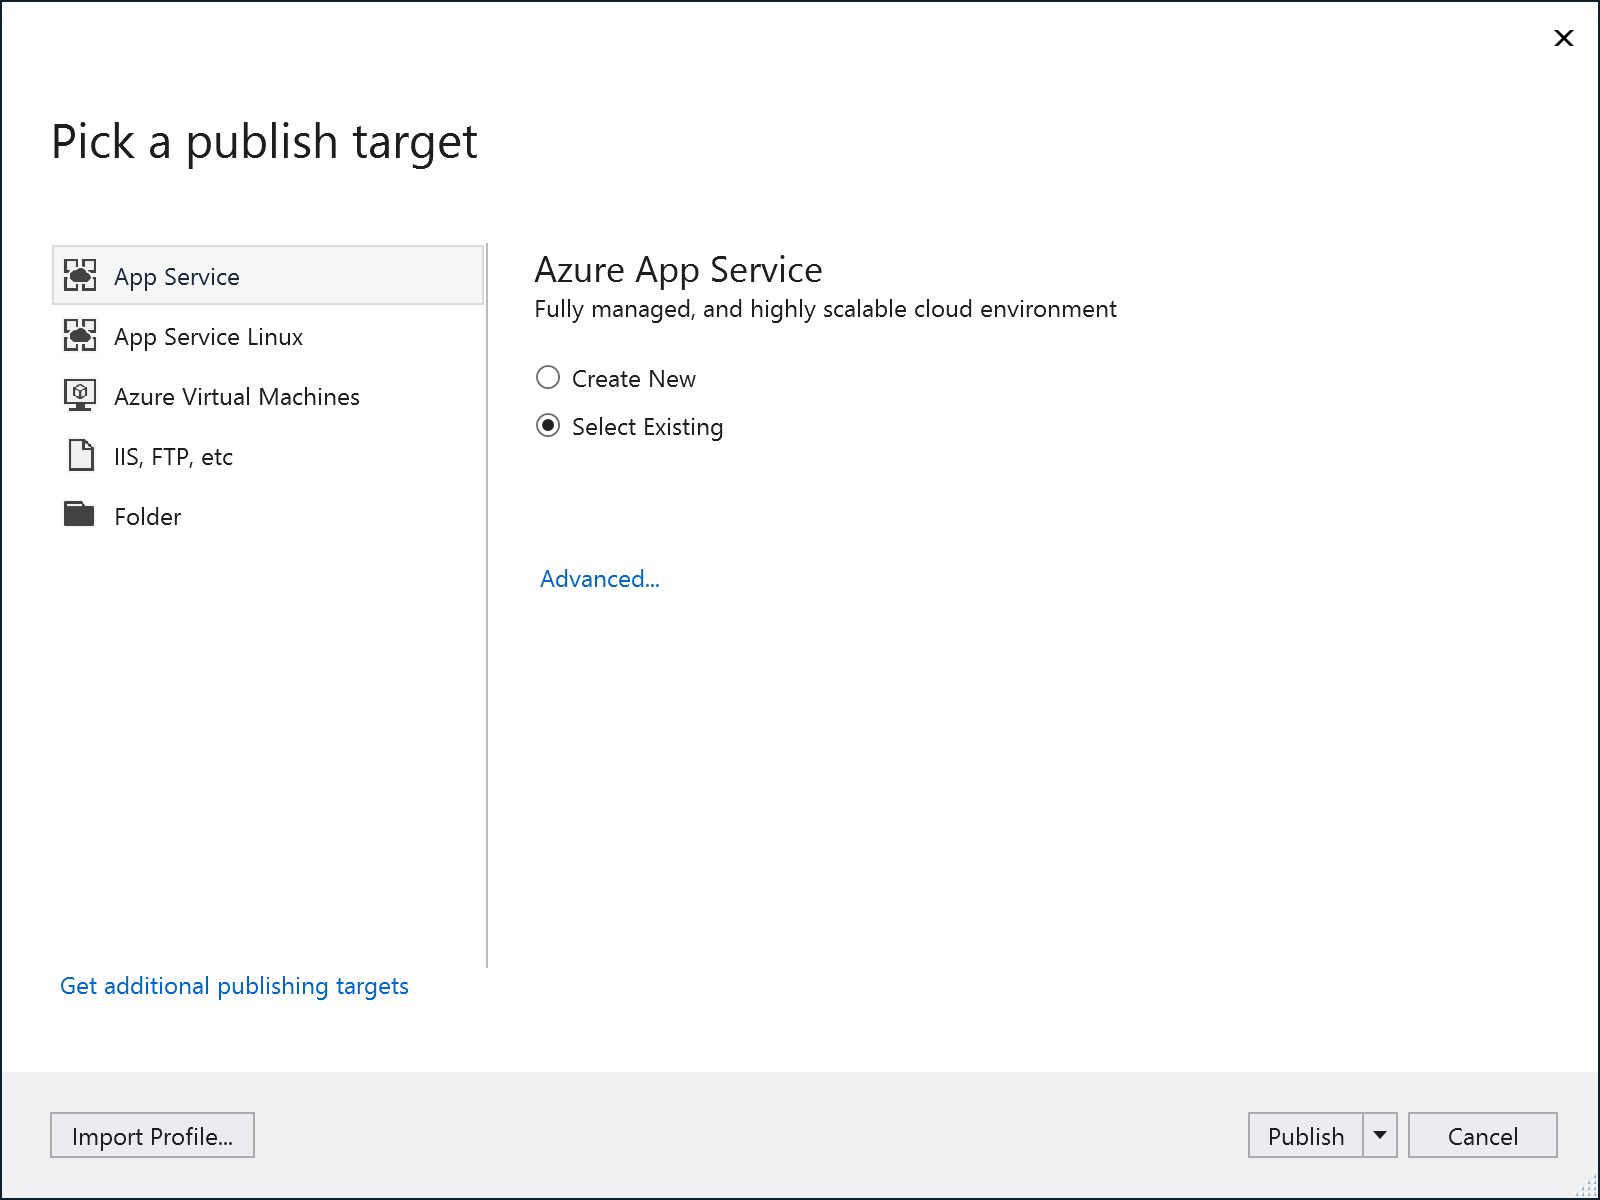 Pick a publish target
App Service
App Service Linux
Azure Virtual Machines
IIS, FTP, etc
Folder
Get additional publishing targets
Azure App Service
Fully managed, and highly scalable cloud environment
Create New
Select Existing
Advanced...
Import Profile...
Publish
Cancel